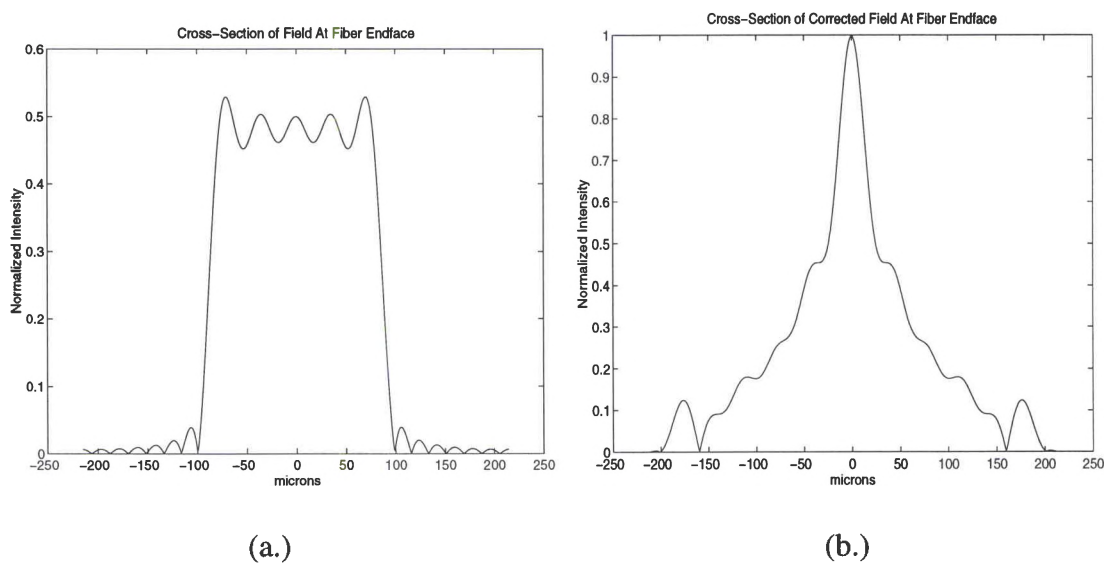 Cross-Section of Field At Fiber Endface
0.6
0.5
0.4
0.3
0.2
0.1
0
Normalized Intensity
-250 -200 -150 -100 -50 0 50 100 150 200 250
microns
(a.)
Cross-Section of Corrected Field At Fiber Endface
1
0.9
0.8
0.7
0.6
0.5
0.4
0.3
0.2
0.1
0
Normalized Intensity
-250 -200 -150 -100 -50 0 50 100 150 200 250
microns
(b.)